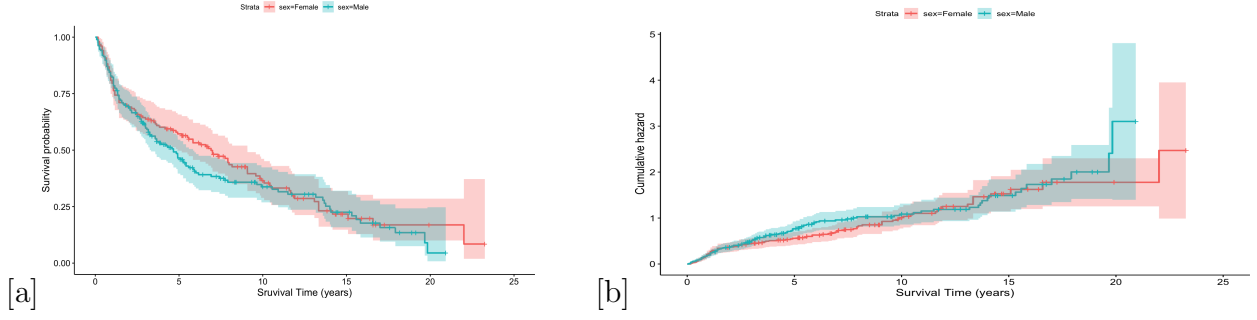 Strata sex=Female sex=Male
1.00
0.75
0.50
0.25
0.00
Survival probability
0 5 10 15 20 25
Sruvival Time (years)
[a]
Strata sex=Female sex=Male
5
4
3
2
1
0
Cumulative hazard
0 5 10 15 20 25
Survival Time (years)
[b]